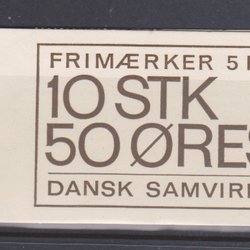 FRIMÆRKER 5
10 STK
50 ØRES
DANSK SAMVIR